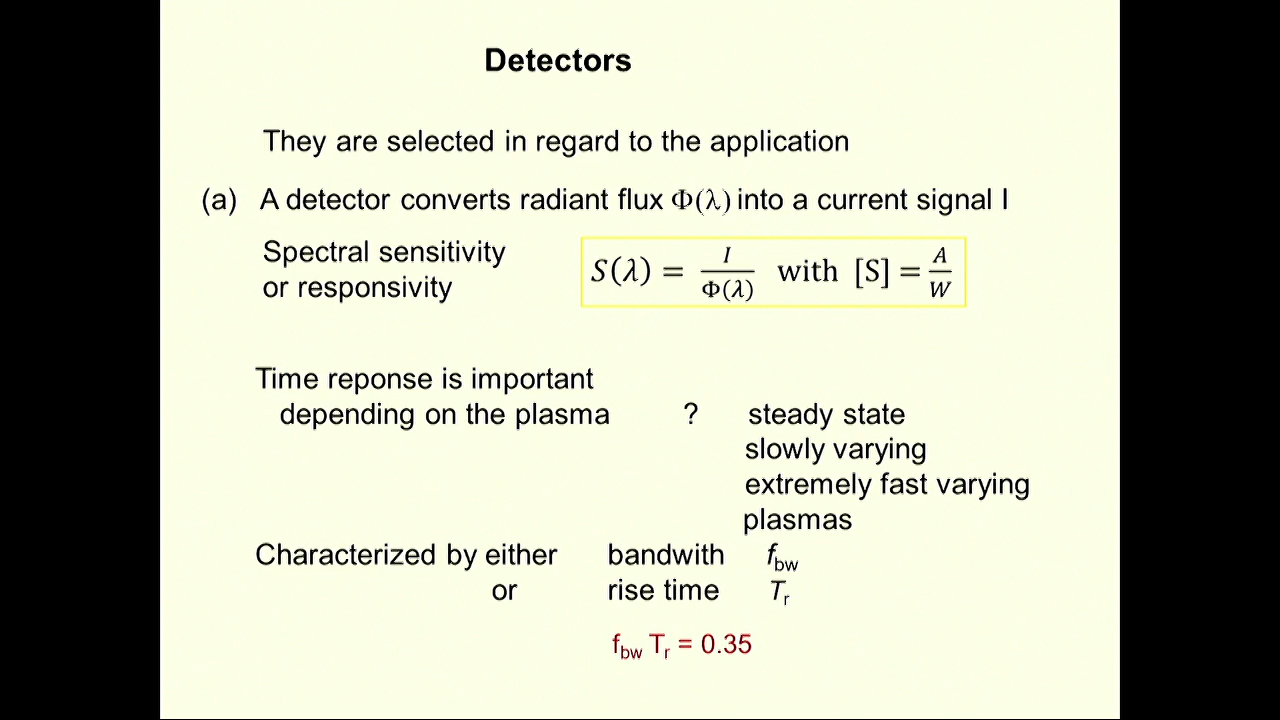 Detectors
They are selected in regard to the application
(a) A detector converts radiant flux Φ(λ) into a current signal I
Spectral sensitivity
or responsivity
S(λ) = I / Φ(λ) with [S] = A / W
Time reponse is important
depending on the plasma ? steady state
slowly varying
extremely fast varying
plasmas
Characterized by either bandwith f_bw
or rise time T_r
f_bw T_r = 0.35